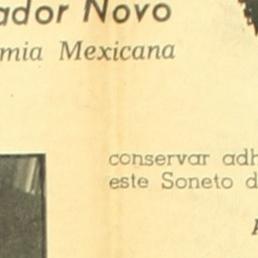 ador Novo
mia Mexicana
conservar adh
este Soneto d